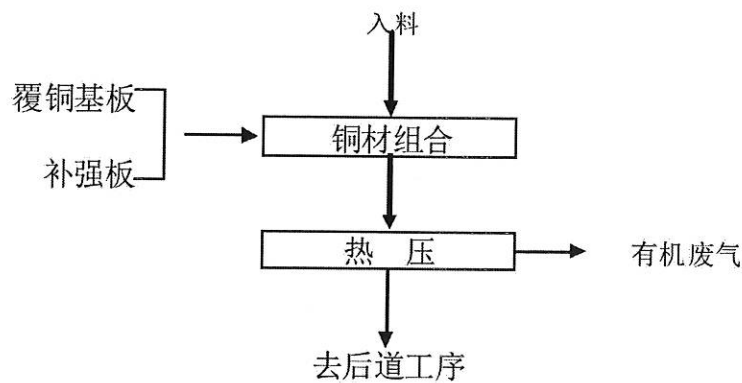 入料
覆铜基板
铜材组合
补强板
热 压
有机废气
去后道工序